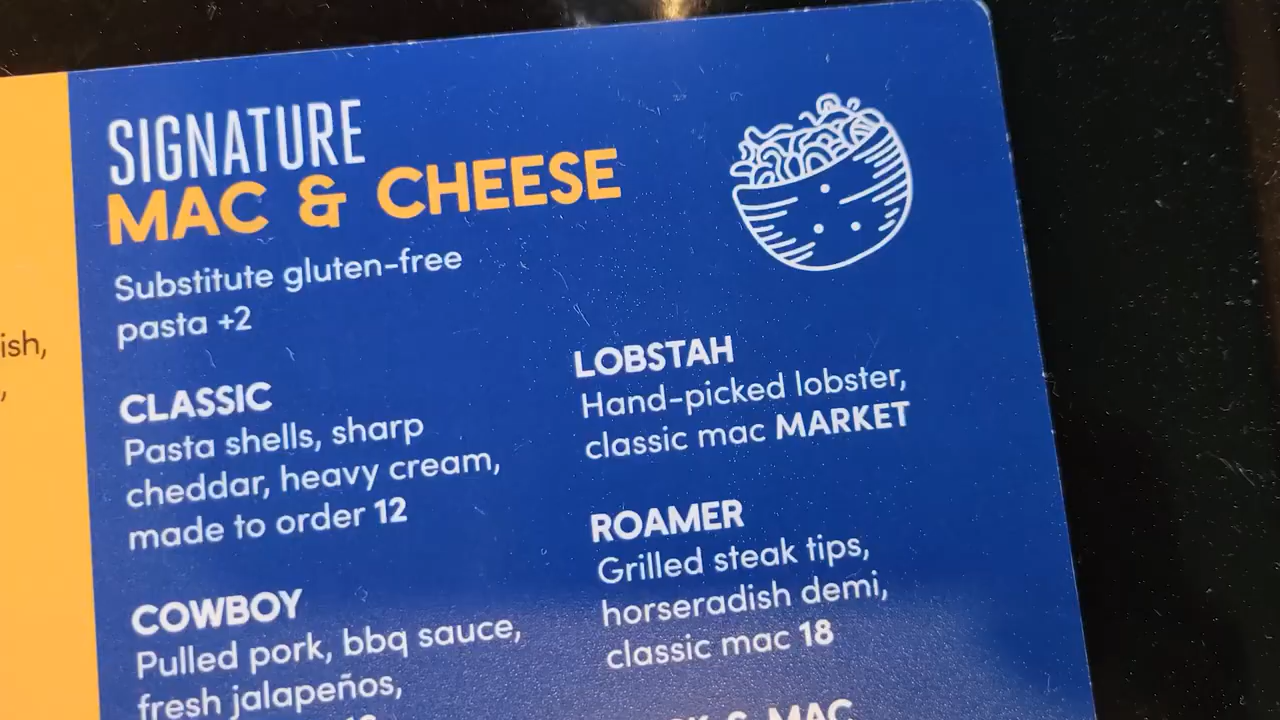 SIGNATURE
MAC & CHEESE
Substitute gluten-free
pasta +2
CLASSIC
Pasta shells, sharp
cheddar, heavy cream,
made to order 12
COWBOY
Pulled pork, bbq sauce,
fresh jalapeños,
LOBSTAH
Hand-picked lobster,
classic mac MARKET
ROAMER
Grilled steak tips,
horseradish demi,
classic mac 18
& MAC